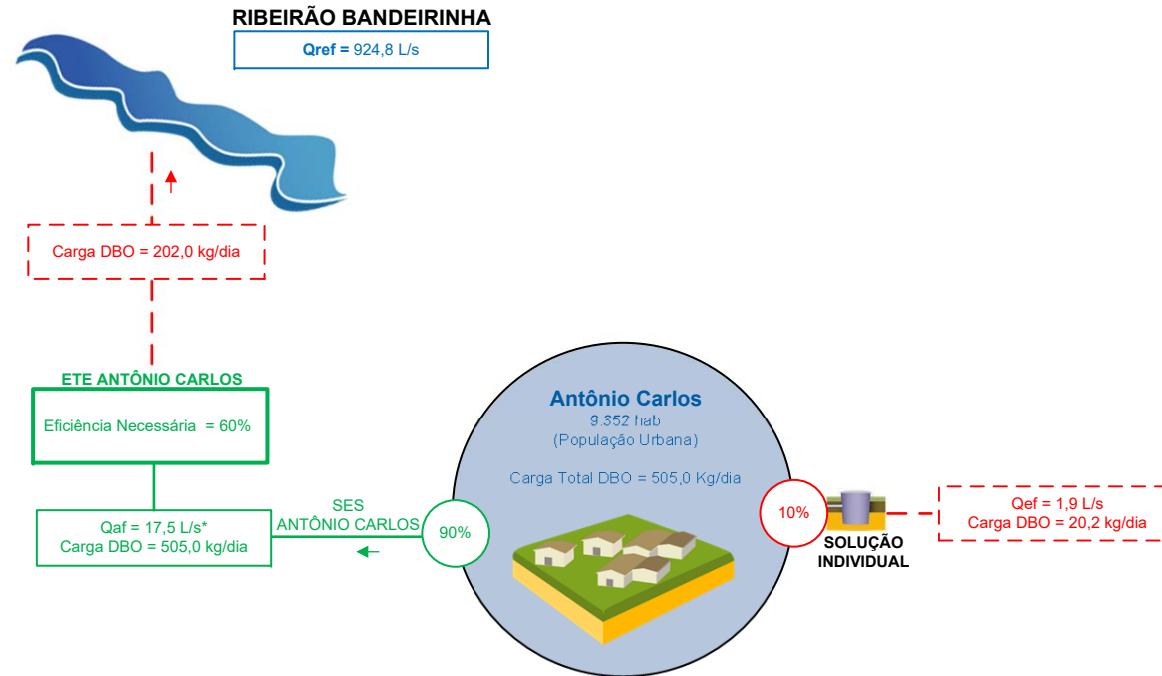 RIBEIRÃO BANDEIRINHA
Qref = 924,8 L/s
Carga DBO = 202,0 kg/dia
ETE ANTÔNIO CARLOS
Eficiência Necessária = 60%
Qaf = 17,5 L/s*
Carga DBO = 505,0 kg/dia
SES
ANTÔNIO CARLOS
90%
Antônio Carlos
9.352 hab
(População Urbana)
Carga Total DBO = 505,0 Kg/dia
10%
SOLUÇÃO
INDIVIDUAL
Qef = 1,9 L/s
Carga DBO = 20,2 kg/dia